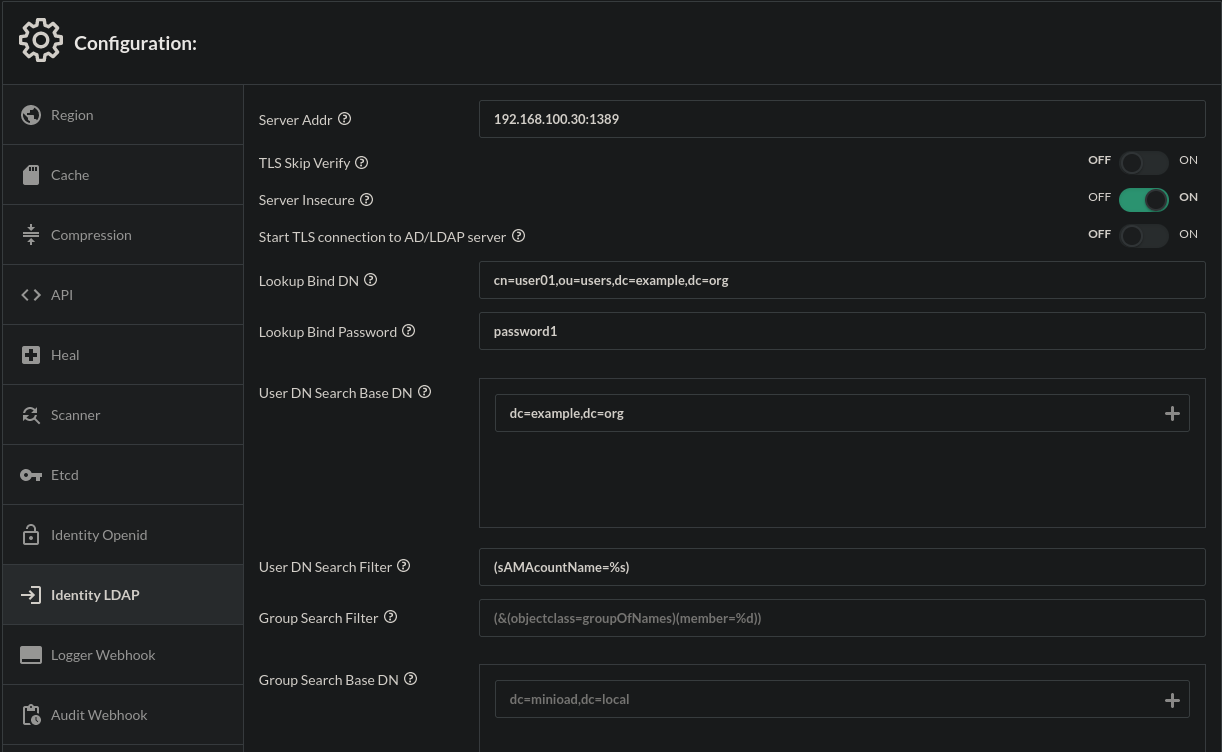 Configuration:
Region
Cache
Compression
API
Heal
Scanner
Etcd
Identity Openid
Identity LDAP
Logger Webhook
Audit Webhook
Server Addr
192.168.100.30:1389
TLS Skip Verify
OFF ON
Server Insecure
OFF ON
Start TLS connection to AD/LDAP server
OFF ON
Lookup Bind DN
cn=user01,ou=users,dc=example,dc=org
Lookup Bind Password
password1
User DN Search Base DN
dc=example,dc=org
User DN Search Filter
(sAMAcountName=%s)
Group Search Filter
(&(objectclass=groupOfNames)(member=%d))
Group Search Base DN
dc=minioad,dc=local